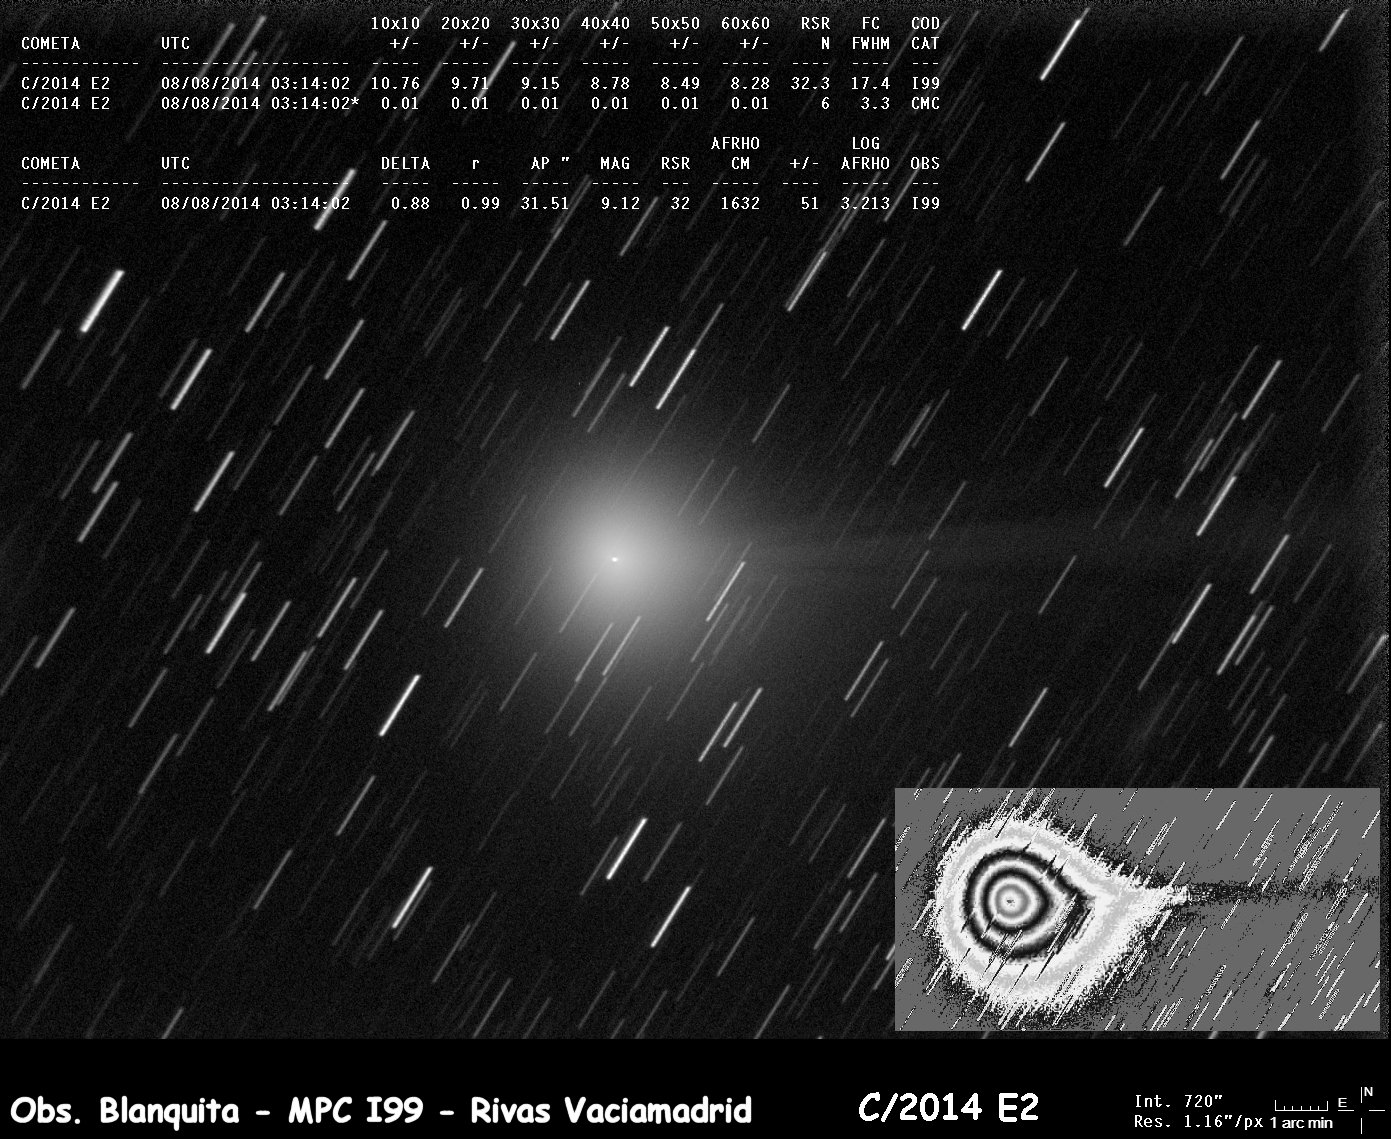 10x10 20x20 30x30 40x40 50x50 60x60 RSR FC COD
COMETA UTC +/- +/- +/- +/- +/- +/- N FWHM CAT
------------ ------------------- ----- ----- ----- ----- ----- ----- ---- ---- ---
C/2014 E2 08/08/2014 03:14:02 10.76 9.71 9.15 8.78 8.49 8.28 32.3 17.4 I99
C/2014 E2 08/08/2014 03:14:02* 0.01 0.01 0.01 0.01 0.01 0.01 6 3.3 CMC
AFRHO LOG
COMETA UTC DELTA r AP " MAG RSR CM +/- AFRHO OBS
------------ ------------------- ----- ----- ----- ----- --- ----- ---- ----- ---
C/2014 E2 08/08/2014 03:14:02 0.88 0.99 31.51 9.12 32 1632 51 3.213 I99
Obs. Blanquita - MPC I99 - Rivas Vaciamadrid
C/2014 E2
Int. 720"
Res. 1.16"/px
1 arc min
E
N